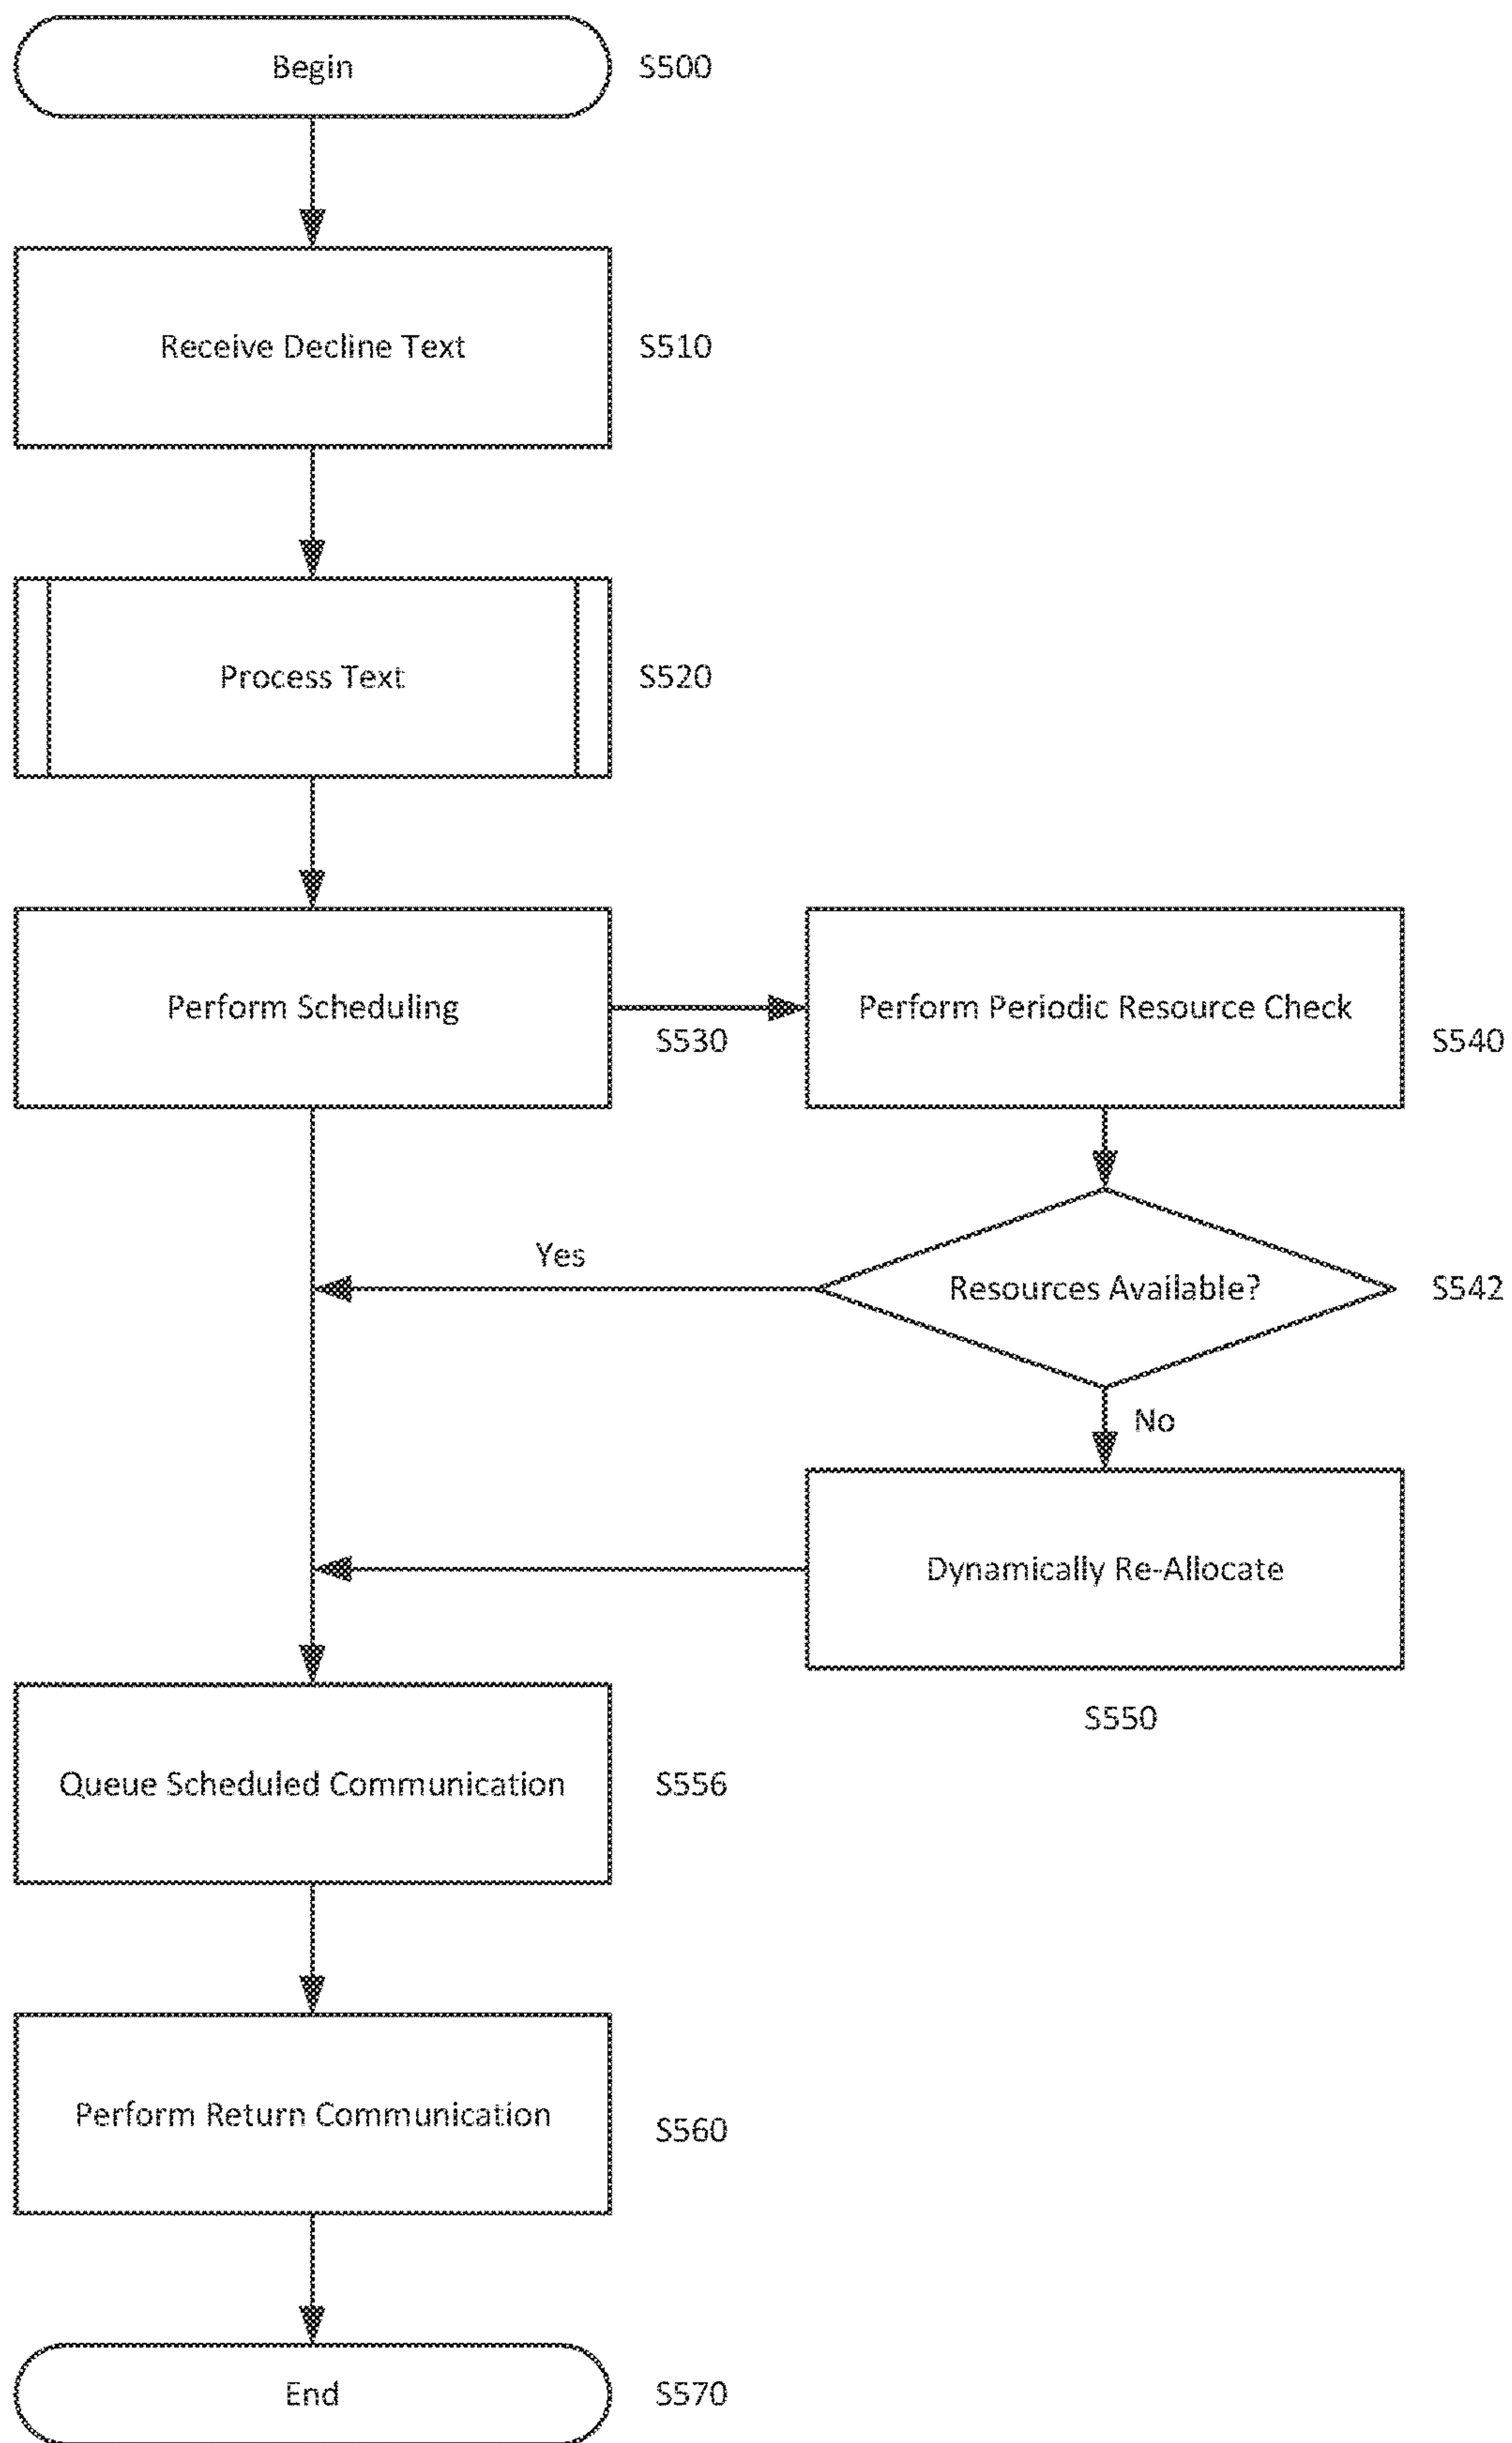 Begin
S500
Receive Decline Text
S510
Process Text
S520
Perform Scheduling
S530
Perform Periodic Resource Check
S540
Yes
Resources Available?
S542
No
Dynamically Re-Allocate
S550
Queue Scheduled Communication
S556
Perform Return Communication
S560
End
S570